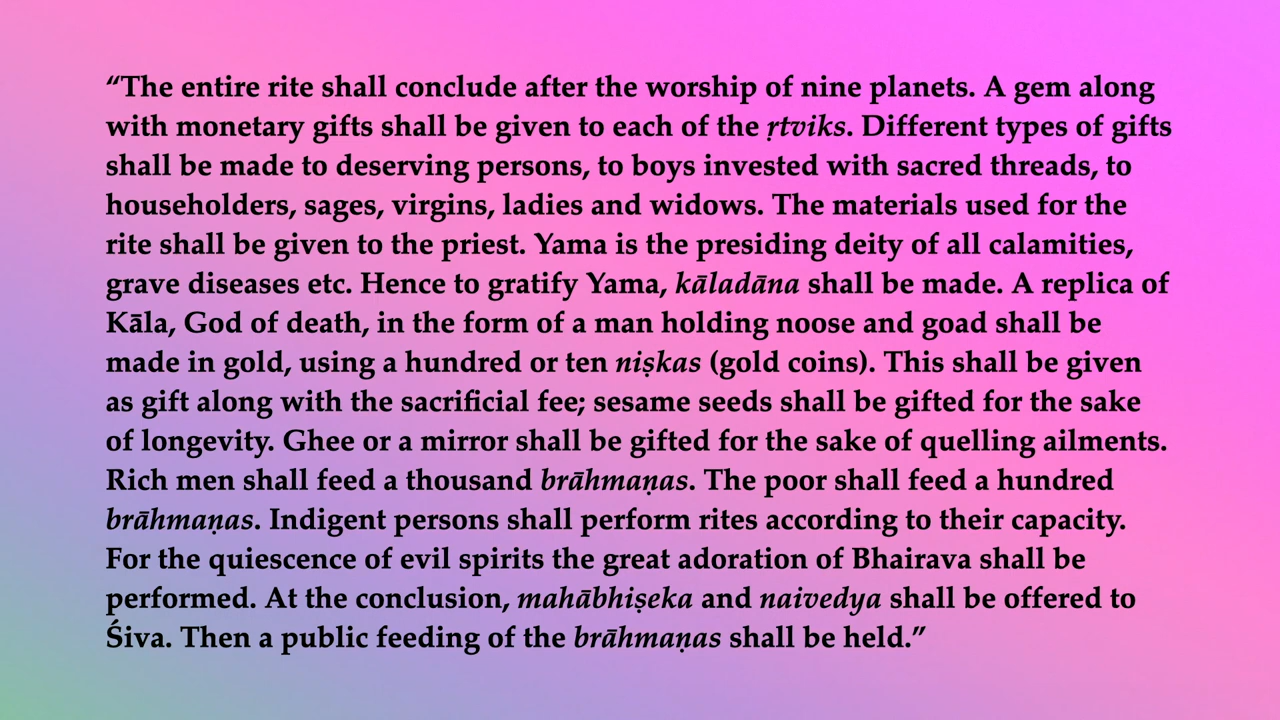 “The entire rite shall conclude after the worship of nine planets. A gem along
with monetary gifts shall be given to each of the ṛtviks. Different types of gifts
shall be made to deserving persons, to boys invested with sacred threads, to
householders, sages, virgins, ladies and widows. The materials used for the
rite shall be given to the priest. Yama is the presiding deity of all calamities,
grave diseases etc. Hence to gratify Yama, kāladāna shall be made. A replica of
Kāla, God of death, in the form of a man holding noose and goad shall be
made in gold, using a hundred or ten niṣkas (gold coins). This shall be given
as gift along with the sacrificial fee; sesame seeds shall be gifted for the sake
of longevity. Ghee or a mirror shall be gifted for the sake of quelling ailments.
Rich men shall feed a thousand brāhmaṇas. The poor shall feed a hundred
brāhmaṇas. Indigent persons shall perform rites according to their capacity.
For the quiescence of evil spirits the great adoration of Bhairava shall be
performed. At the conclusion, mahābhiṣeka and naivedya shall be offered to
Śiva. Then a public feeding of the brāhmaṇas shall be held.”